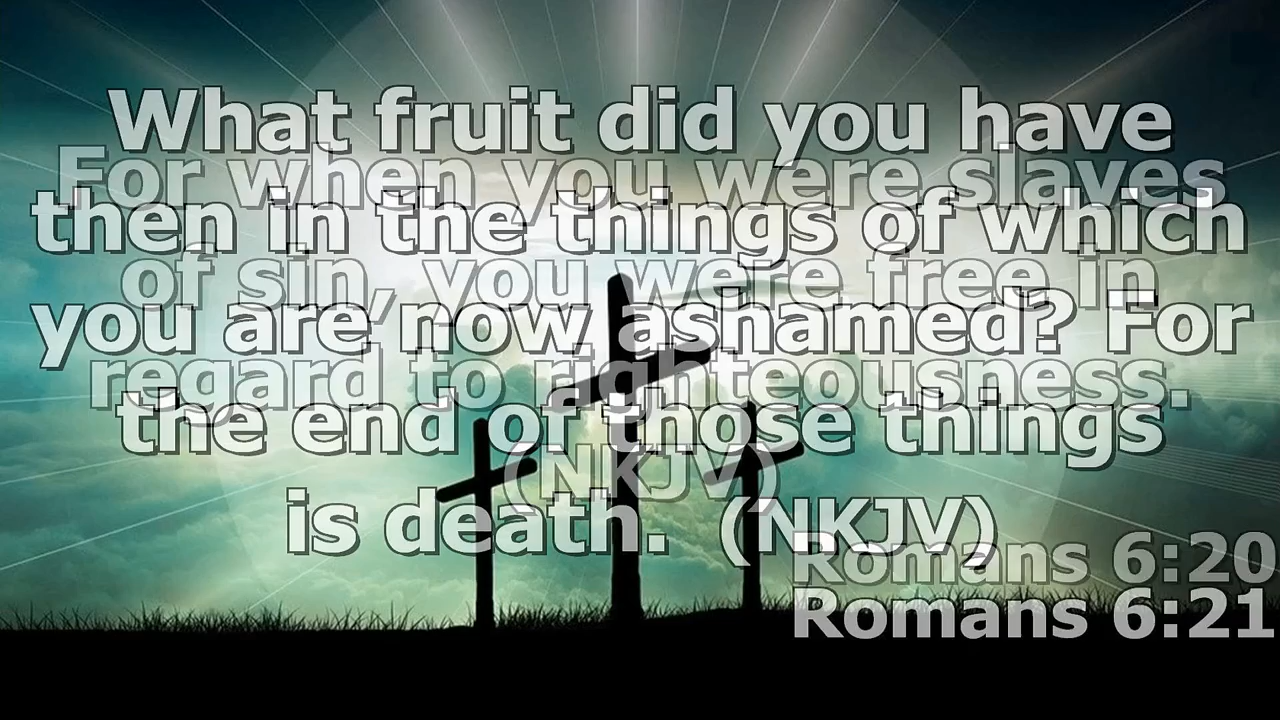 What fruit did you have
then in the things of which
you are now ashamed? For
the end of those things
is death. (NKJV)
Romans 6:21
For when you were slaves
of sin, you were free in
regard to righteousness.
(NKJV)
Romans 6:20